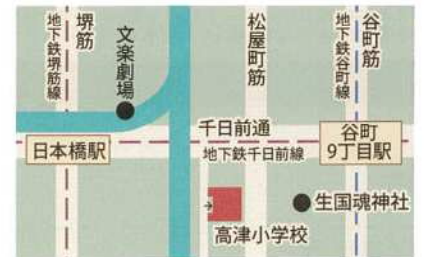 堺筋
地下鉄堺筋線
文楽劇場
松屋町筋
谷町筋
地下鉄谷町線
千日前通
地下鉄千日前線
日本橋駅
谷町
9丁目駅
生国魂神社
高津小学校